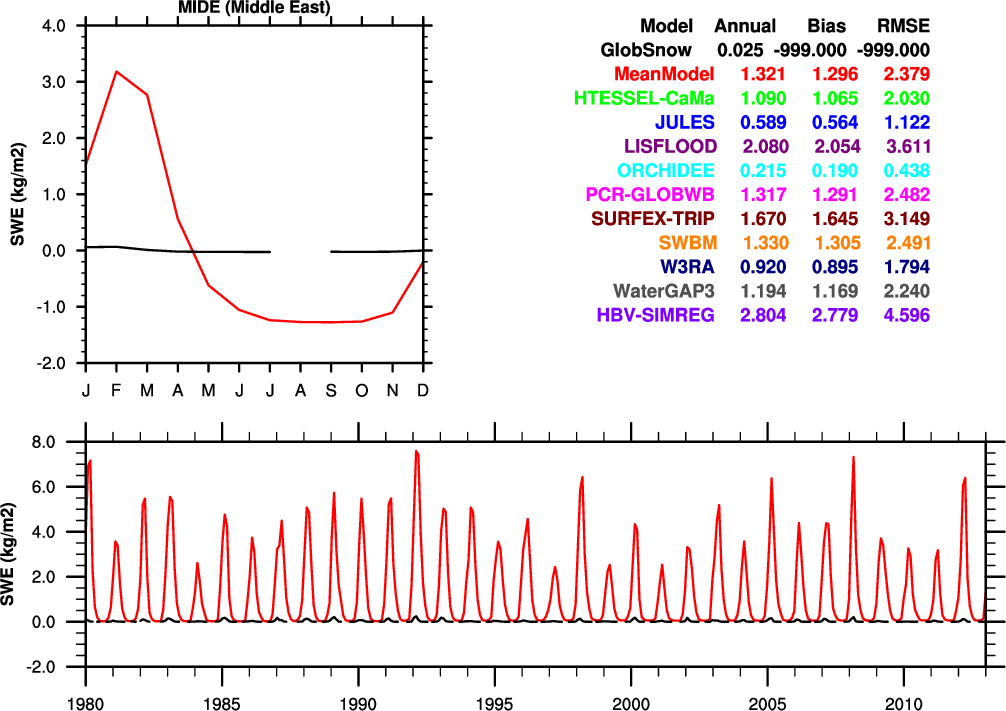 MIDE (Middle East)
4.0
3.0
2.0
1.0
0.0
-1.0
-2.0
SWE (kg/m2)
J F M A M J J A S O N D
Model Annual Bias RMSE
GlobSnow 0.025 -999.000 -999.000
MeanModel 1.321 1.296 2.379
HTESSEL-CaMa 1.090 1.065 2.030
JULES 0.589 0.564 1.122
LISFLOOD 2.080 2.054 3.611
ORCHIDEE 0.215 0.190 0.438
PCR-GLOBWB 1.317 1.291 2.482
SURFEX-TRIP 1.670 1.645 3.149
SWBM 1.330 1.305 2.491
W3RA 0.920 0.895 1.794
WaterGAP3 1.194 1.169 2.240
HBV-SIMREG 2.804 2.779 4.596
8.0
6.0
4.0
2.0
0.0
-2.0
SWE (kg/m2)
1980 1985 1990 1995 2000 2005 2010